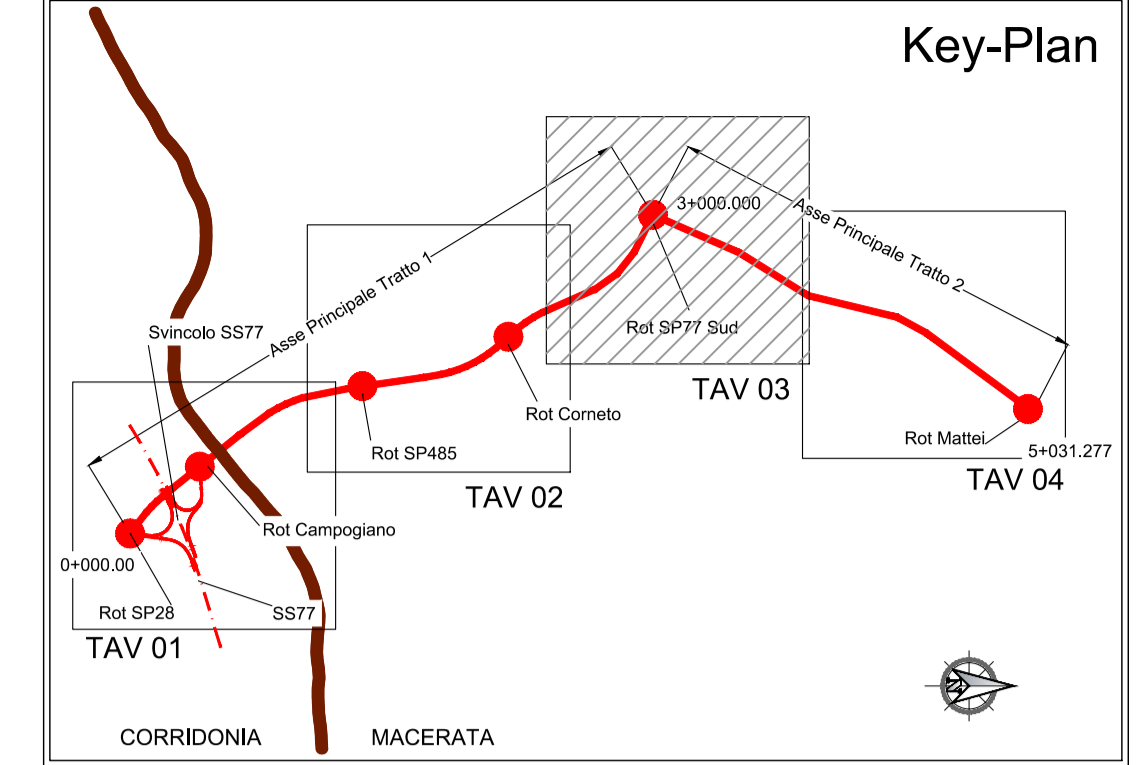 Key-Plan
3+000.000
Asse Principale Tratto 1
Asse Principale Tratto 2
Svincolo SS77
Rot SP77 Sud
TAV 03
Rot Corneto
Rot Mattei
Rot SP485
5+031.277
TAV 04
TAV 02
Rot Campogiano
0+000.00
Rot SP28
SS77
TAV 01
N
CORRIDONIA
MACERATA